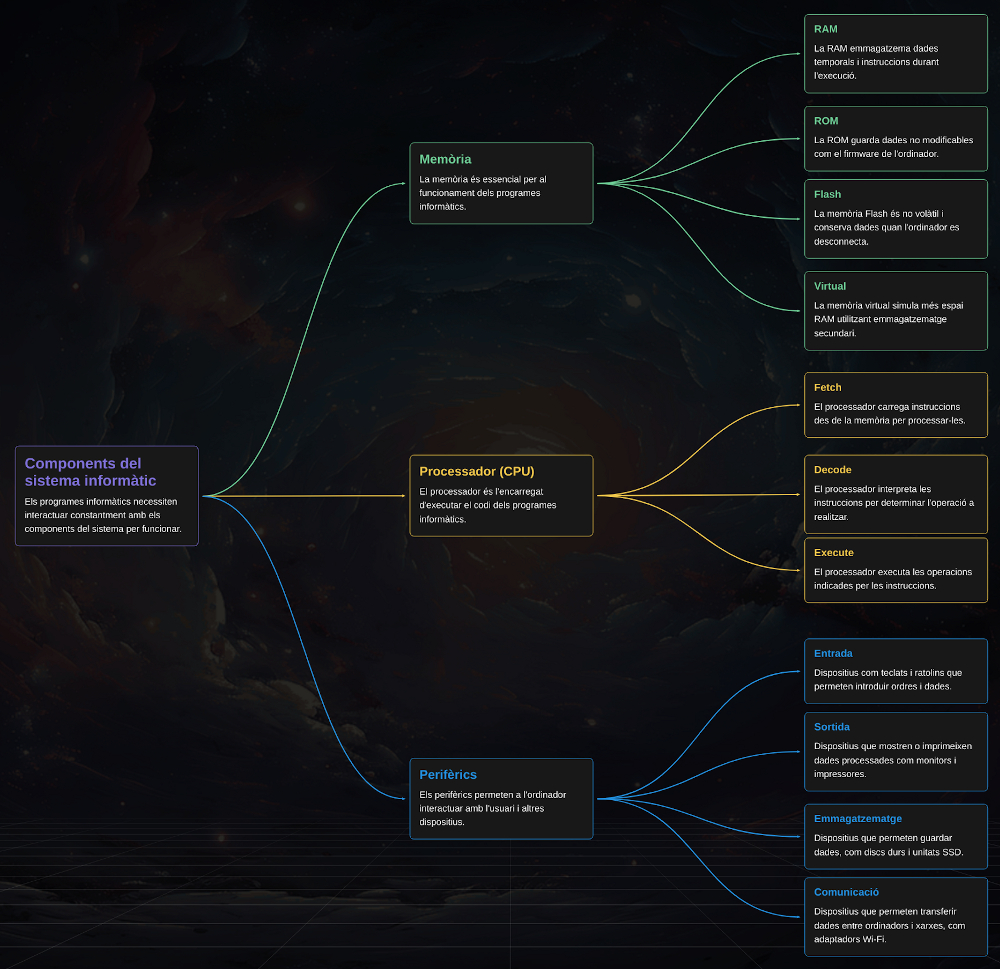 Components del
sistema informàtic
Els programes informàtics necessiten
interactuar constantment amb els
components del sistema per funcionar.
Memòria
La memòria és essencial per al
funcionament dels programes
informàtics.
RAM
La RAM emmagatzema dades
temporals i instruccions durant
l'execució.
ROM
La ROM guarda dades no modificables
com el firmware de l'ordinador.
Flash
La memòria Flash és no volàtil i
conserva dades quan l'ordinador es
desconnecta.
Virtual
La memòria virtual simula més espai
RAM utilitzant emmagatzematge
secundari.
Processador (CPU)
El processador és l'encarregat
d'executar el codi dels programes
informàtics.
Fetch
El processador carrega instruccions
des de la memòria per processar-les.
Decode
El processador interpreta les
instruccions per determinar l'operació a
realitzar.
Execute
El processador executa les operacions
indicades per les instruccions.
Perifèrics
Els perifèrics permeten a l'ordinador
interactuar amb l'usuari i altres
dispositius.
Entrada
Dispositius com teclats i ratolins que
permeten introduir ordres i dades.
Sortida
Dispositius que mostren o imprimeixen
dades processades com monitors i
impressores.
Emmagatzematge
Dispositius que permeten guardar
dades, com discs durs i unitats SSD.
Comunicació
Dispositius que permeten transferir
dades entre ordinadors i xarxes, com
adaptadors Wi-Fi.